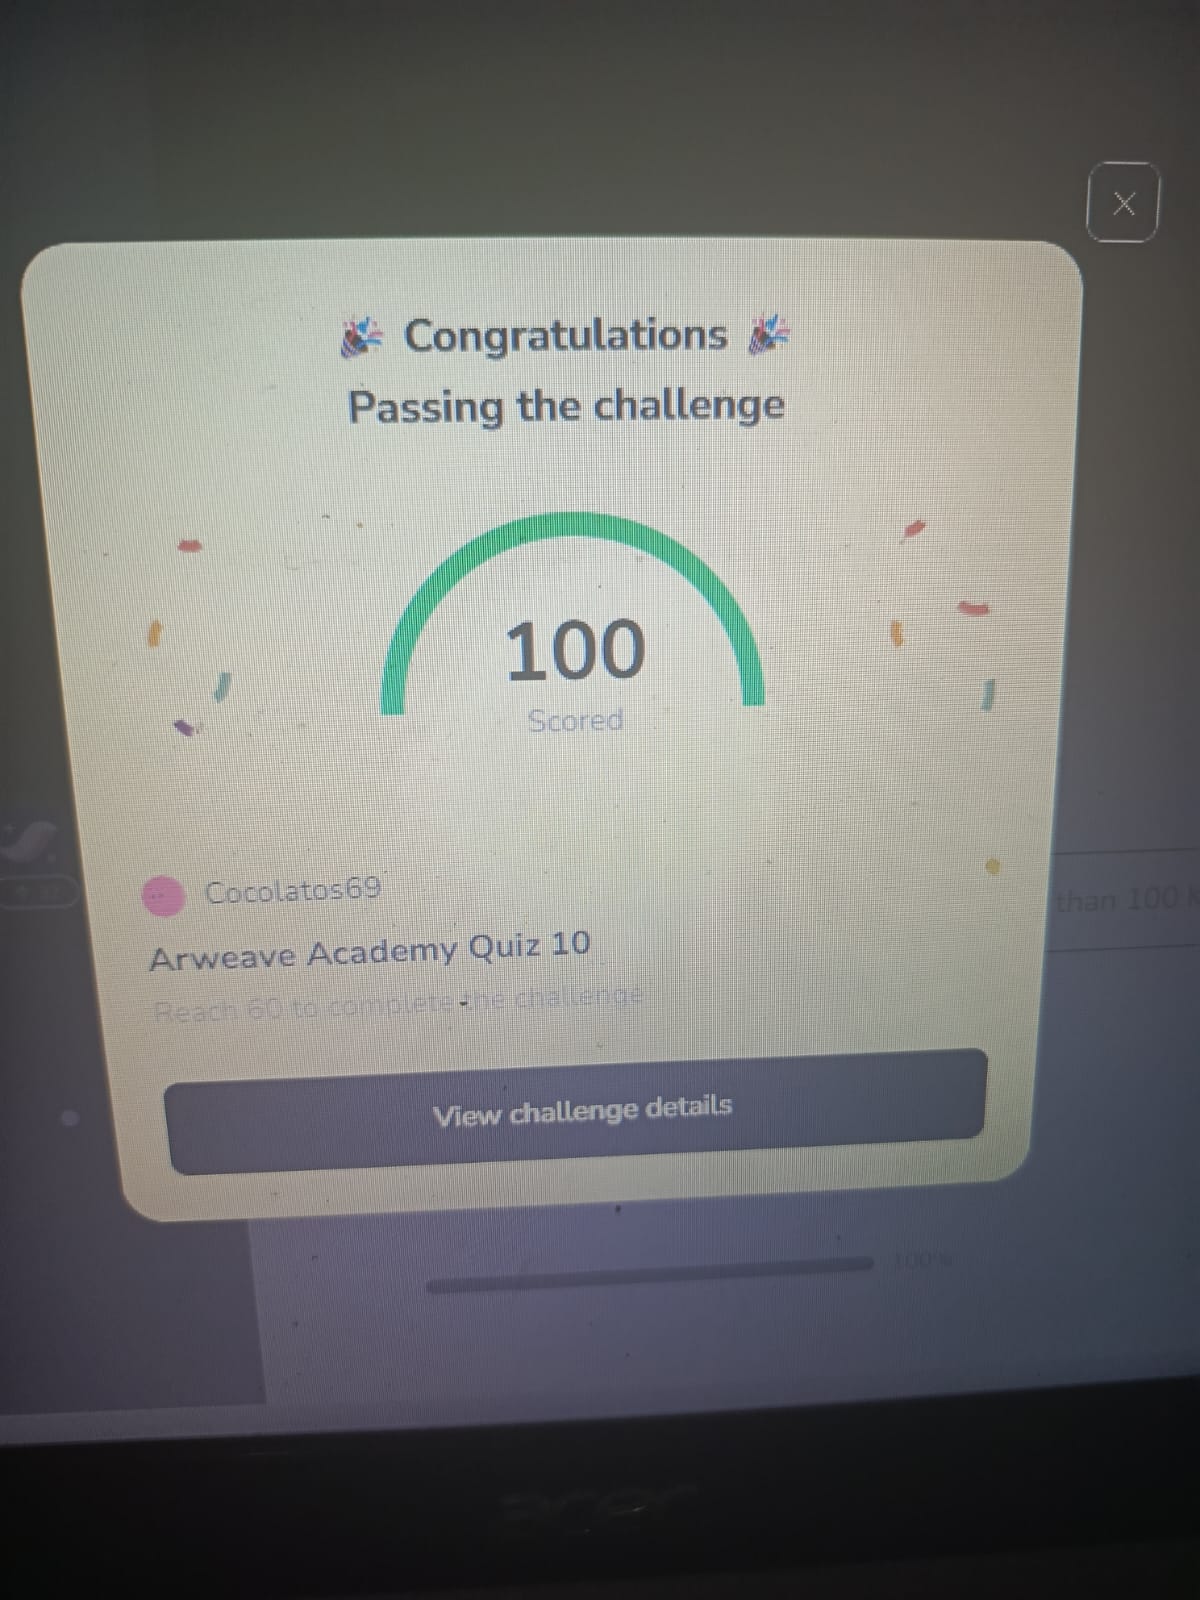 🎉 Congratulations 🎉
Passing the challenge
100
Scored
Cocolatos69
Arweave Academy Quiz 10
Reach 60 to complete the challenge
than 100
View challenge details
100%
acer